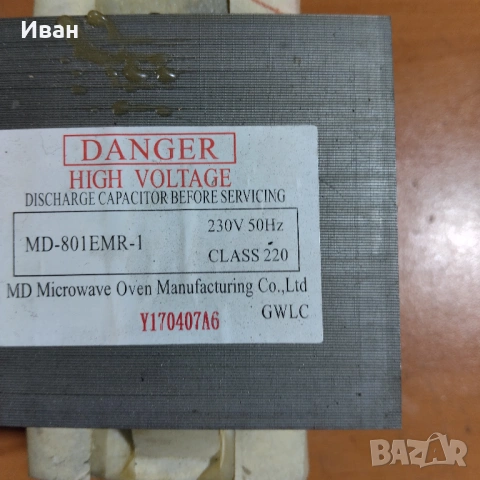 Иван
DANGER
HIGH VOLTAGE
DISCHARGE CAPACITOR BEFORE SERVICING
MD-801EMR-1
230V 50Hz
CLASS 220
MD Microwave Oven Manufacturing Co.,Ltd
Y170407A6
GWLC
BAZAR